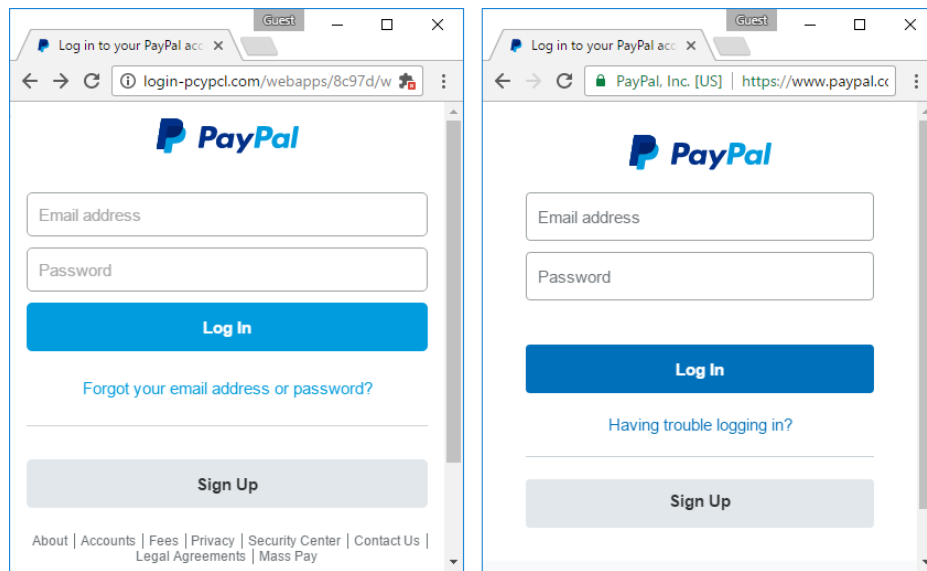 Guest
Log in to your PayPal acc
login-pcypcl.com/webapps/8c97d/w
PayPal
Email address
Password
Log In
Forgot your email address or password?
Sign Up
About | Accounts | Fees | Privacy | Security Center | Contact Us |
Legal Agreements | Mass Pay
Guest
Log in to your PayPal acc
PayPal, Inc. [US] | https://www.paypal.cc
PayPal
Email address
Password
Log In
Having trouble logging in?
Sign Up